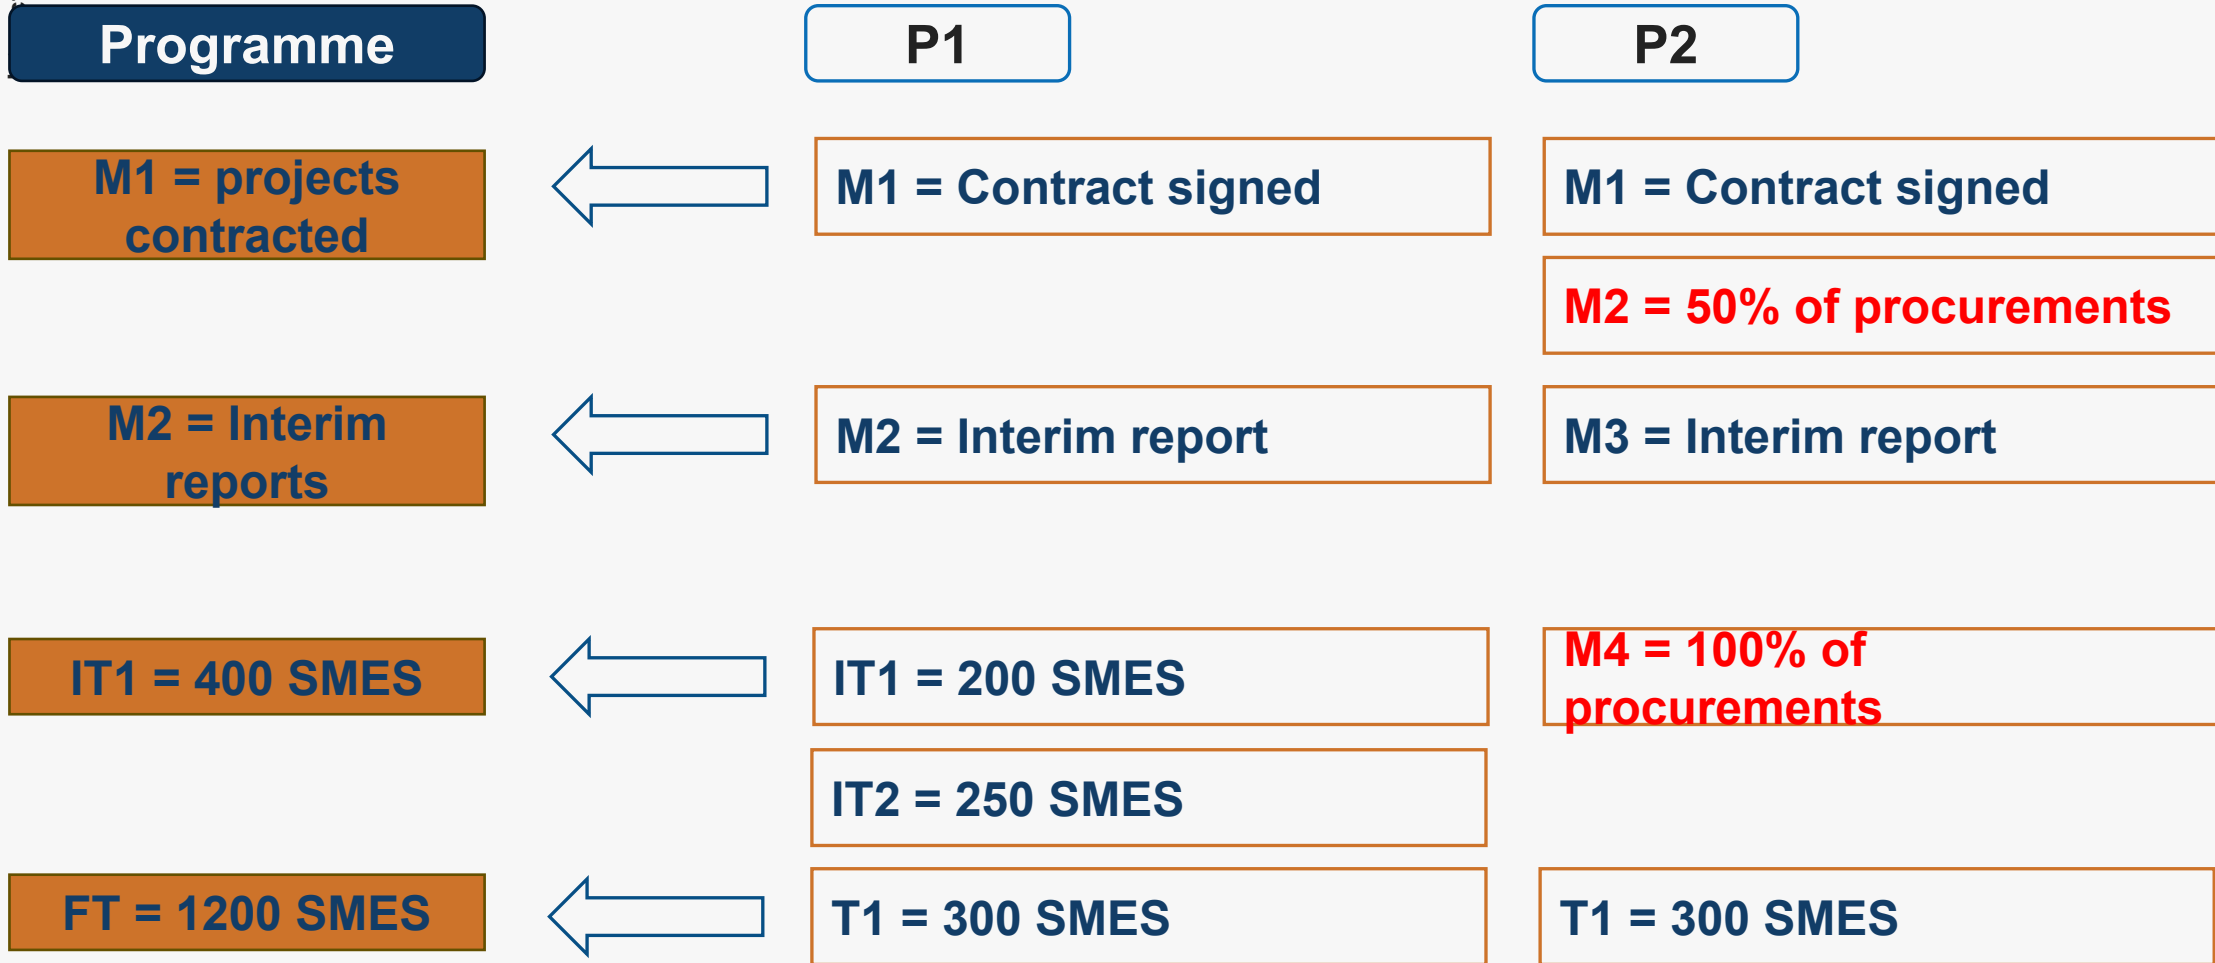 Programme
P1
P2
M1 = projects
contracted
M1 = Contract signed
M1 = Contract signed
M2 = 50% of procurements
M2 = Interim
reports
M2 = Interim report
M3 = Interim report
IT1 = 400 SMES
IT1 = 200 SMES
M4 = 100% of
procurements
IT2 = 250 SMES
FT = 1200 SMES
T1 = 300 SMES
T1 = 300 SMES